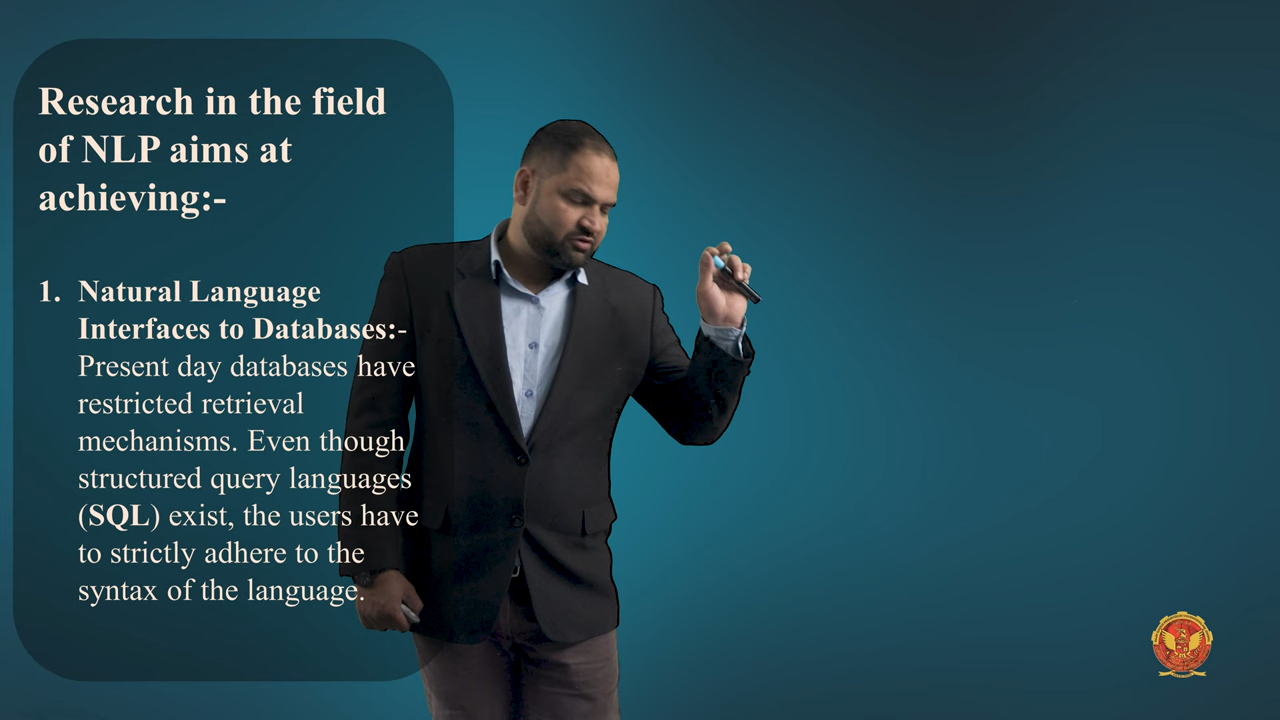 Research in the field
of NLP aims at
achieving:-
1. Natural Language
Interfaces to Databases:-
Present day databases have
restricted retrieval
mechanisms. Even though
structured query languages
(SQL) exist, the users have
to strictly adhere to the
syntax of the language.